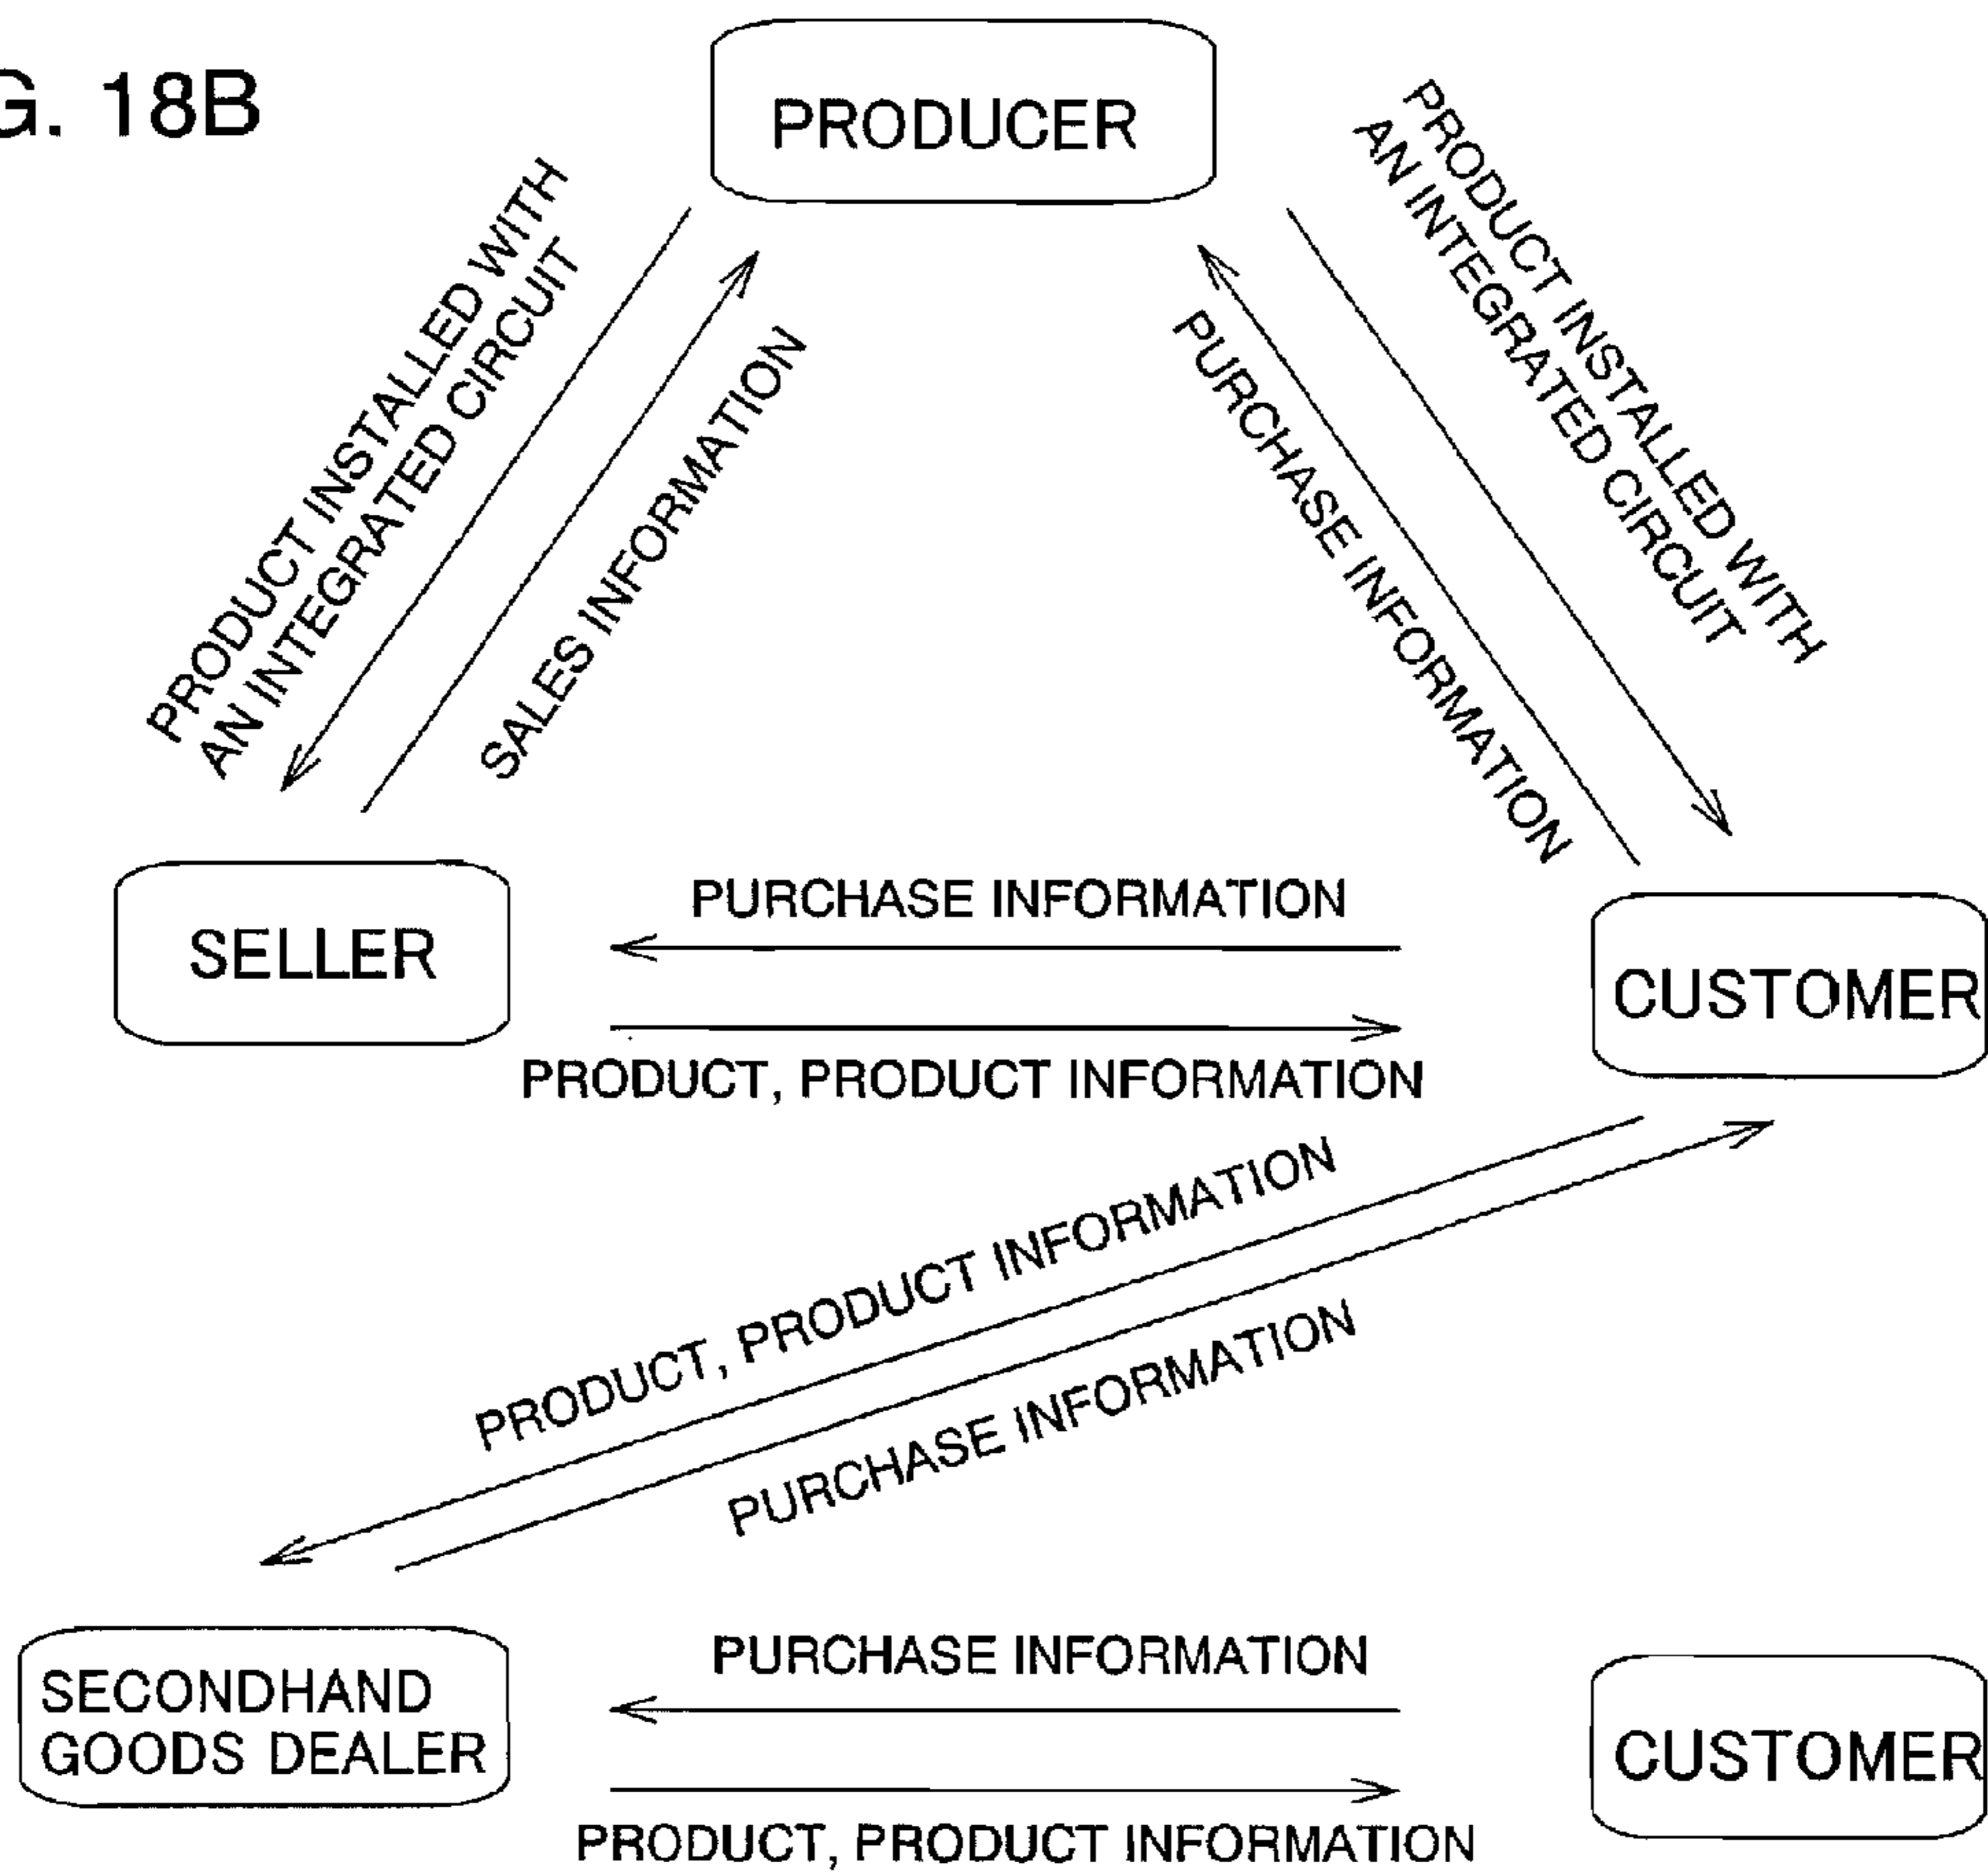 G. 18B
PRODUCER
PRODUCT INSTALLED WITH
AN INTEGRATED CIRCUIT
SALES INFORMATION
PURCHASE INFORMATION
PRODUCT INSTALLED WITH
AN INTEGRATED CIRCUIT
SELLER
PURCHASE INFORMATION
PRODUCT, PRODUCT INFORMATION
CUSTOMER
PRODUCT, PRODUCT INFORMATION
PURCHASE INFORMATION
SECONDHAND
GOODS DEALER
PURCHASE INFORMATION
PRODUCT, PRODUCT INFORMATION
CUSTOMER